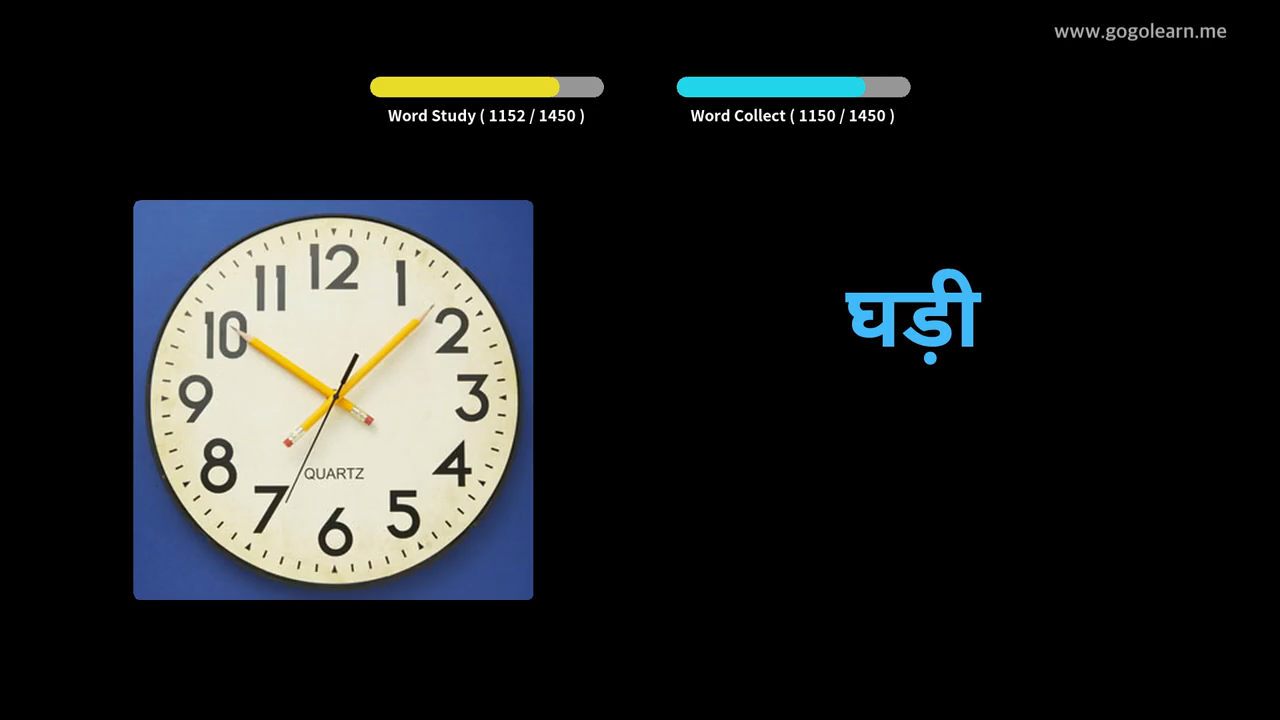 www.gogolearn.me
Word Study ( 1152 / 1450 )
Word Collect ( 1150 / 1450 )
12
11
1
10
2
9
3
8
4
7
5
6
QUARTZ
घड़ी